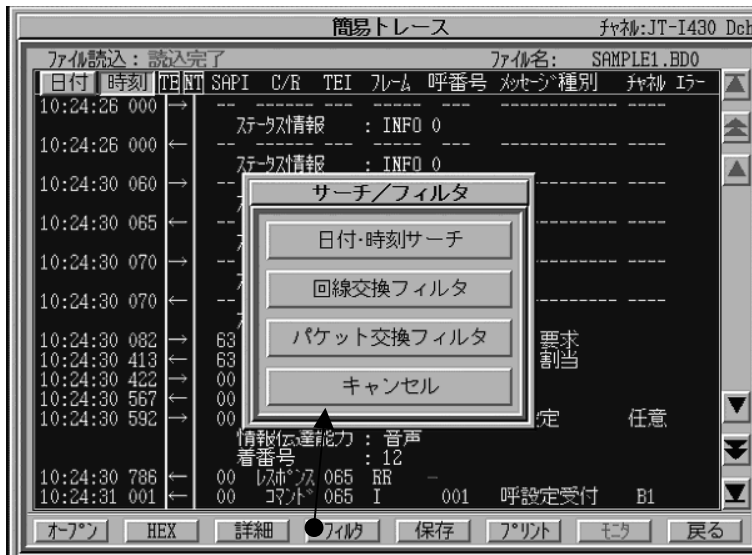 簡易トレース ﾁｬﾈﾙ:JT-I430 Dch
ﾌｧｲﾙ読込：読込完了 ﾌｧｲﾙ名: SAMPLE1.BD0
日付 時刻 TE NT SAPI C/R TEI ﾌﾚｰﾑ 呼番号 ﾒｯｾｰｼﾞ種別 ﾁｬﾈﾙ ｴﾗｰ
10:24:26 000 → -- ----- --- ----- --- ------------ ----
ｽﾃｰﾀｽ情報 : INFO 0
10:24:26 000 ← -- ----- --- ----- --- ------------ ----
ｽﾃｰﾀｽ情報 : INFO 0
10:24:30 060 → --
10:24:30 065 ← --
10:24:30 070 → --
10:24:30 070 ← --
10:24:30 082 → 63 要求
10:24:30 413 ← 63 割当
10:24:30 422 → 00
10:24:30 567 ← 00
10:24:30 592 → 00 定 任意
情報伝達能力 : 音声
着番号 : 12
10:24:30 786 ← 00 ﾚｽﾎﾟﾝｽ 065 RR －
10:24:31 001 ← 00 ｺﾏﾝﾄﾞ 065 I 001 呼設定受付 B1
サーチ/フィルタ
日付･時刻サーチ
回線交換フィルタ
パケット交換フィルタ
キャンセル
ｵｰﾌﾟﾝ HEX 詳細 ﾌｨﾙﾀ 保存 ﾌﾟﾘﾝﾄ ﾓﾆﾀ 戻る